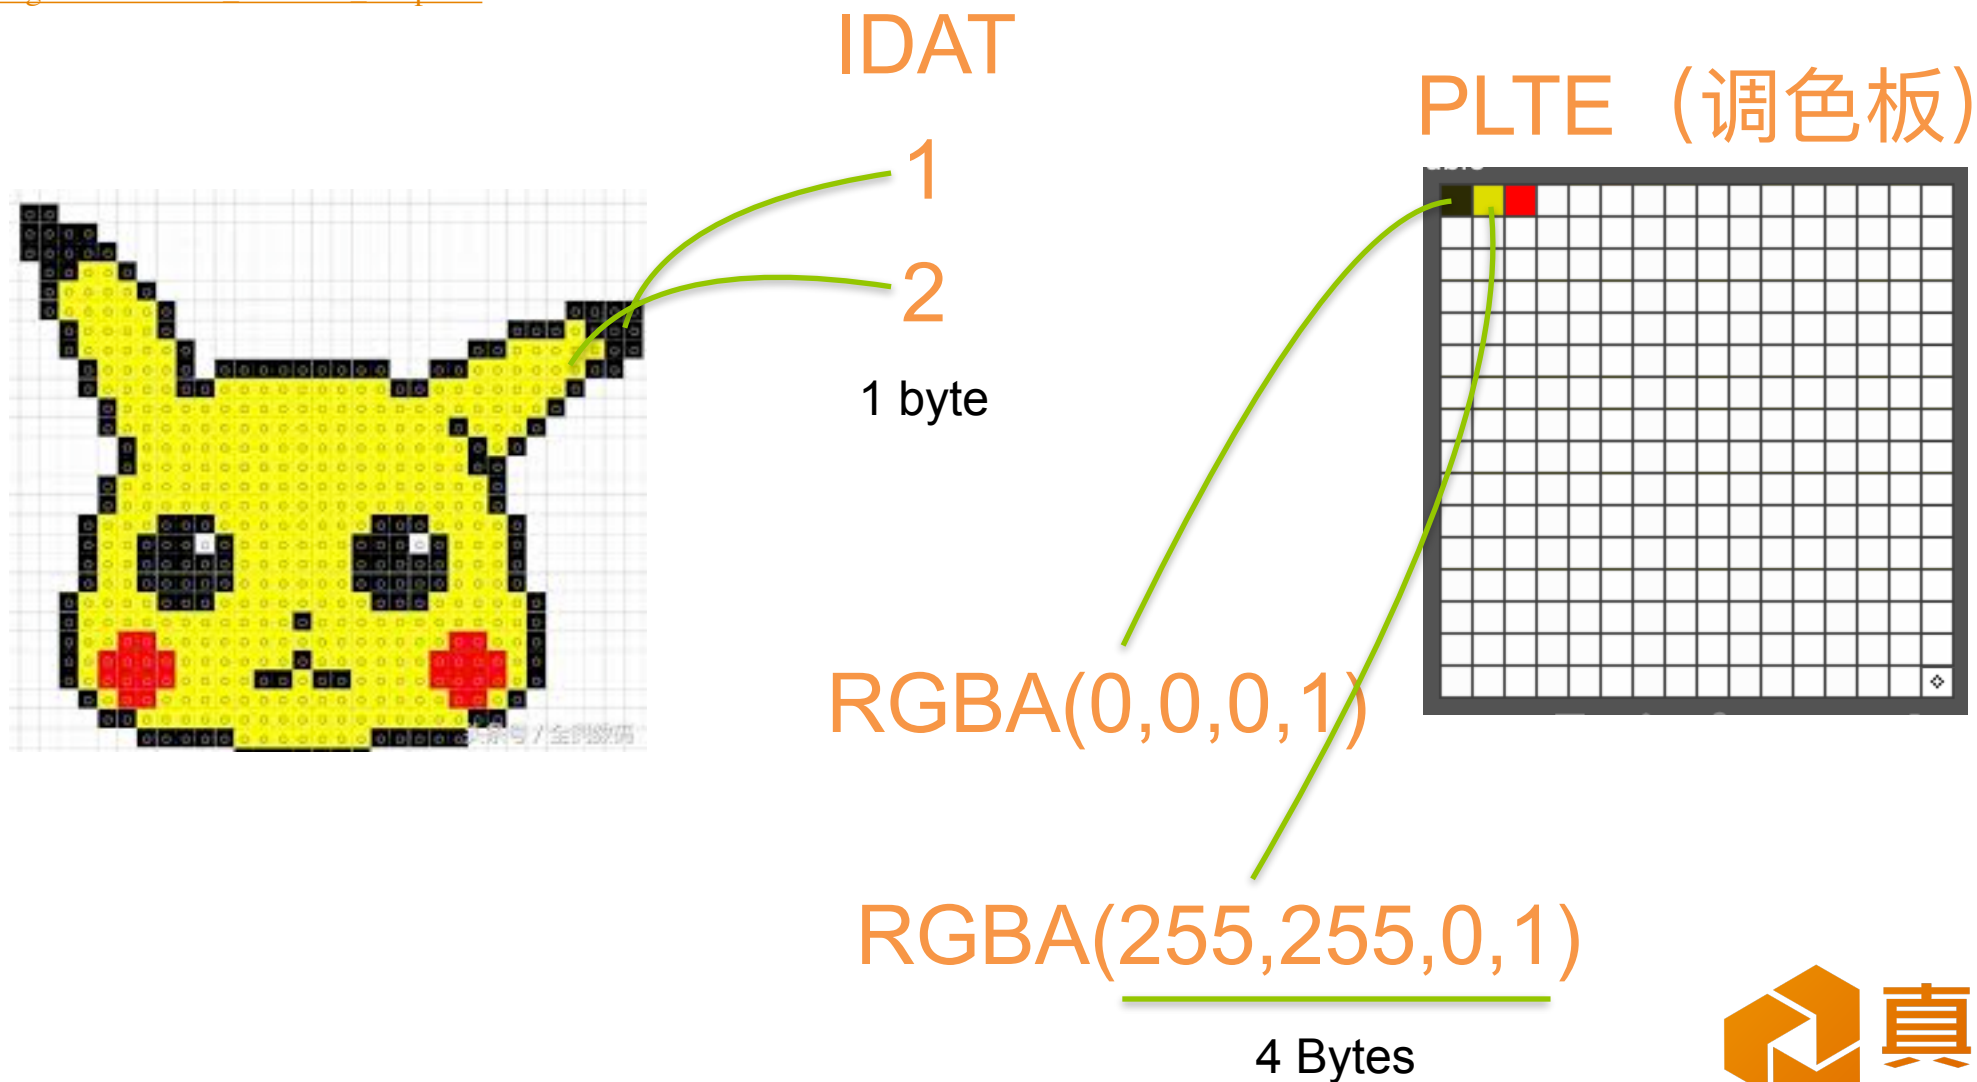 IDAT
PLTE（调色板）
1
2
1 byte
RGBA(0,0,0,1)
RGBA(255,255,0,1)
4 Bytes
真